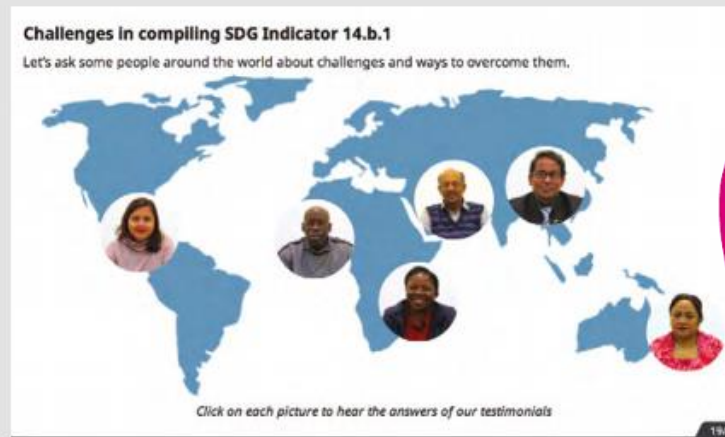 Challenges in compiling SDG Indicator 14.b.1
Let's ask some people around the world about challenges and ways to overcome them.
Click on each picture to hear the answers of our testimonials